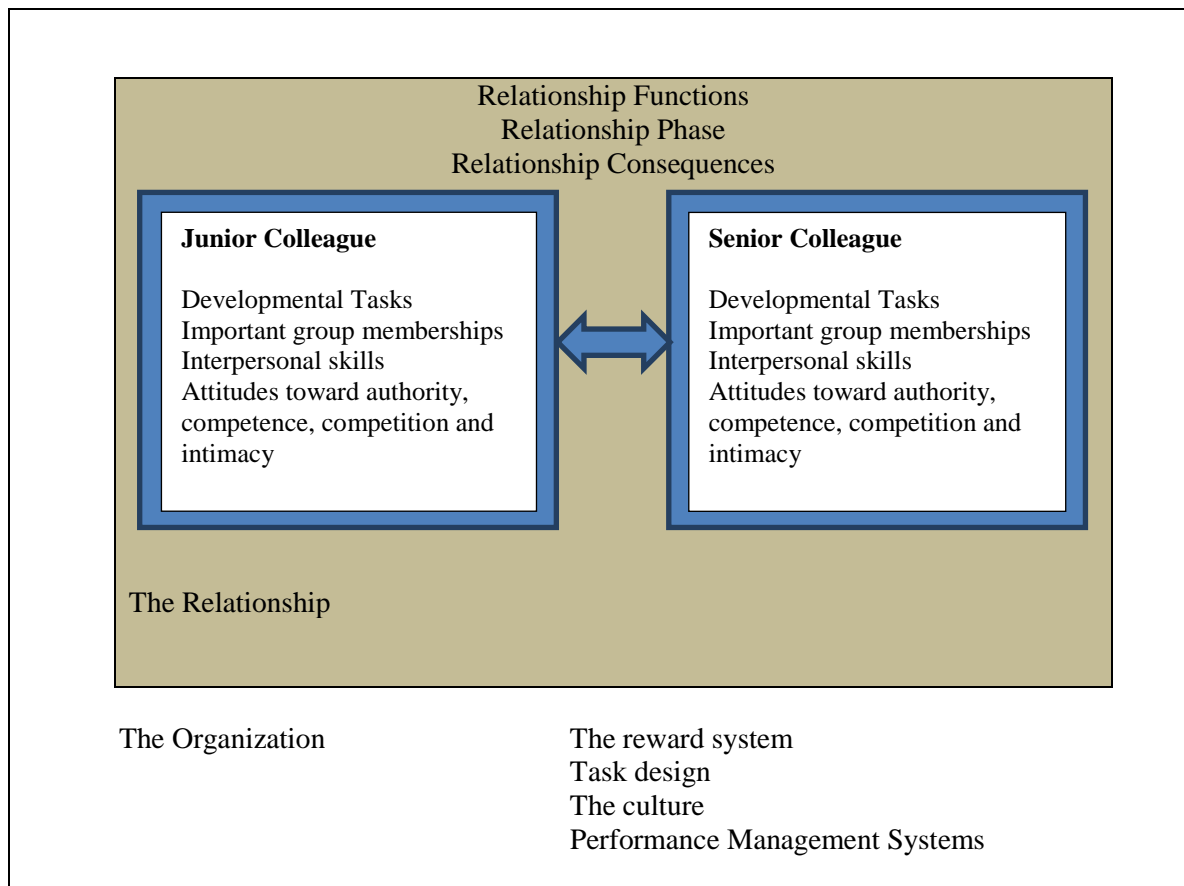 Relationship Functions
Relationship Phase
Relationship Consequences
Junior Colleague
Developmental Tasks
Important group memberships
Interpersonal skills
Attitudes toward authority,
competence, competition and
intimacy
Senior Colleague
Developmental Tasks
Important group memberships
Interpersonal skills
Attitudes toward authority,
competence, competition and
intimacy
The Relationship
The Organization
The reward system
Task design
The culture
Performance Management Systems